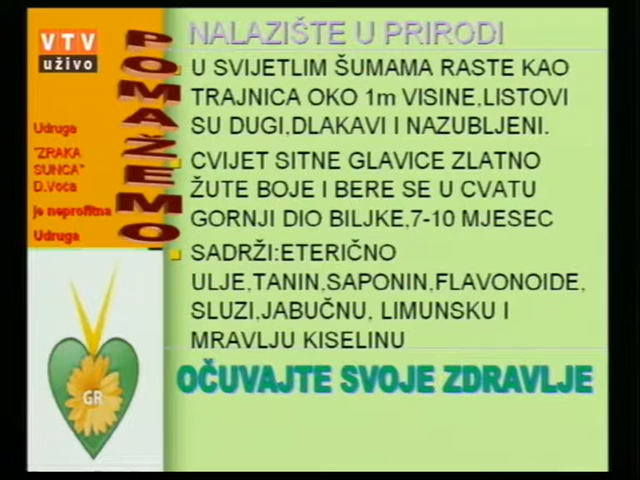 VTV
uživo
POMAŽEMO
Udruga
"ZRAKA
SUNCA"
D.Voća
je neprofitna
Udruga
GR
NALAZIŠTE U PRIRODI
U SVIJETLIM ŠUMAMA RASTE KAO
TRAJNICA OKO 1m VISINE,LISTOVI
SU DUGI,DLAKAVI I NAZUBLJENI.
CVIJET SITNE GLAVICE ZLATNO
ŽUTE BOJE I BERE SE U CVATU
GORNJI DIO BILJKE,7-10 MJESEC
SADRŽI:ETERIČNO
ULJE,TANIN,SAPONIN,FLAVONOIDE,
SLUZI,JABUČNU, LIMUNSKU I
MRAVLJU KISELINU
OČUVAJTE SVOJE ZDRAVLJE